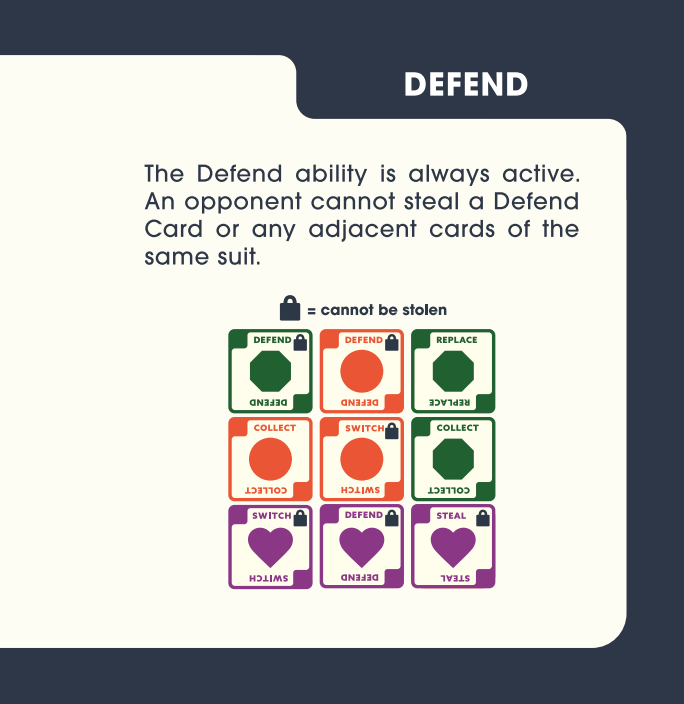 DEFEND
The Defend ability is always active.
An opponent cannot steal a Defend
Card or any adjacent cards of the
same suit.
= cannot be stolen
DEFEND
DEFEND
DEFEND
DEFEND
REPLACE
REPLACE
COLLECT
COLLECT
SWITCH
SWITCH
COLLECT
COLLECT
SWITCH
SWITCH
DEFEND
DEFEND
STEAL
STEAL